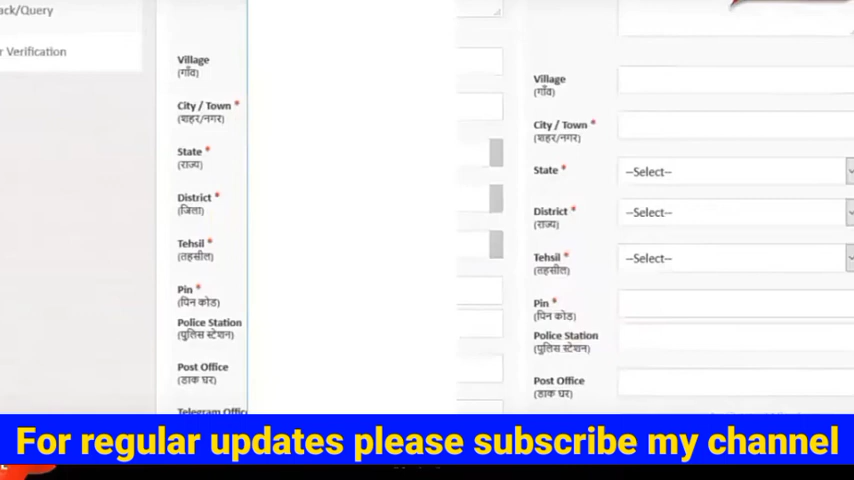 ack/Query
r Verification
Village
(गाँव)
City / Town *
(शहर/नगर)
State *
(राज्य)
District *
(जिला)
Tehsil *
(तहसील)
Pin *
(पिन कोड)
Police Station
(पुलिस स्टेशन)
Post Office
(डाक घर)
Telegram Offic
Village
(गाँव)
City / Town *
(शहर/नगर)
State *
--Select--
District *
(राज्य)
--Select--
Tehsil *
(तहसील)
--Select--
Pin *
(पिन कोड)
Police Station
(पुलिस स्टेशन)
Post Office
(डाक घर)
For regular updates please subscribe my channel